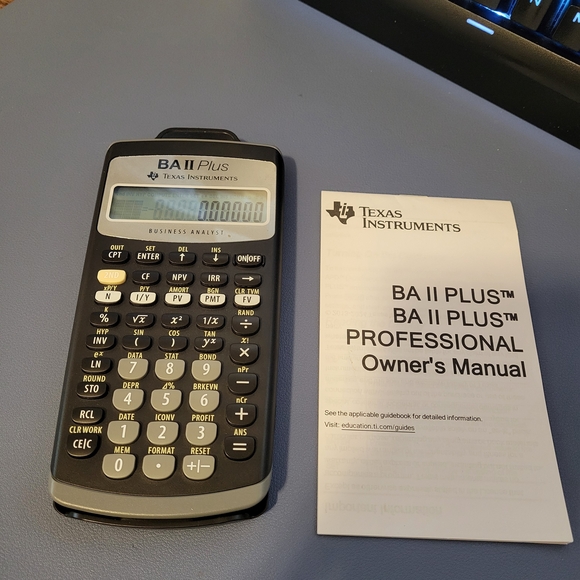 BA II Plus
TEXAS INSTRUMENTS
0.000000
BUSINESS ANALYST
QUIT SET DEL INS
CPT ENTER ↑ ↓ ON|OFF
2ND CF NPV IRR →
xP/Y P/Y AMORT BGN CLR TVM
N I/Y PV PMT FV
K RAND
% √x x² 1/x ÷
HYP SIN COS TAN x!
INV ( ) yˣ ×
eˣ DATA STAT BOND nPr
LN 7 8 9 −
ROUND DEPR Δ% BRKEVN nCr
STO 4 5 6 +
DATE ICONV PROFIT ANS
RCL 1 2 3 =
CLR WORK MEM FORMAT RESET
CE|C 0 . +|−
TEXAS
INSTRUMENTS
BA II PLUS™
BA II PLUS™
PROFESSIONAL
Owner's Manual
See the applicable guidebook for detailed information.
Visit: education.ti.com/guides